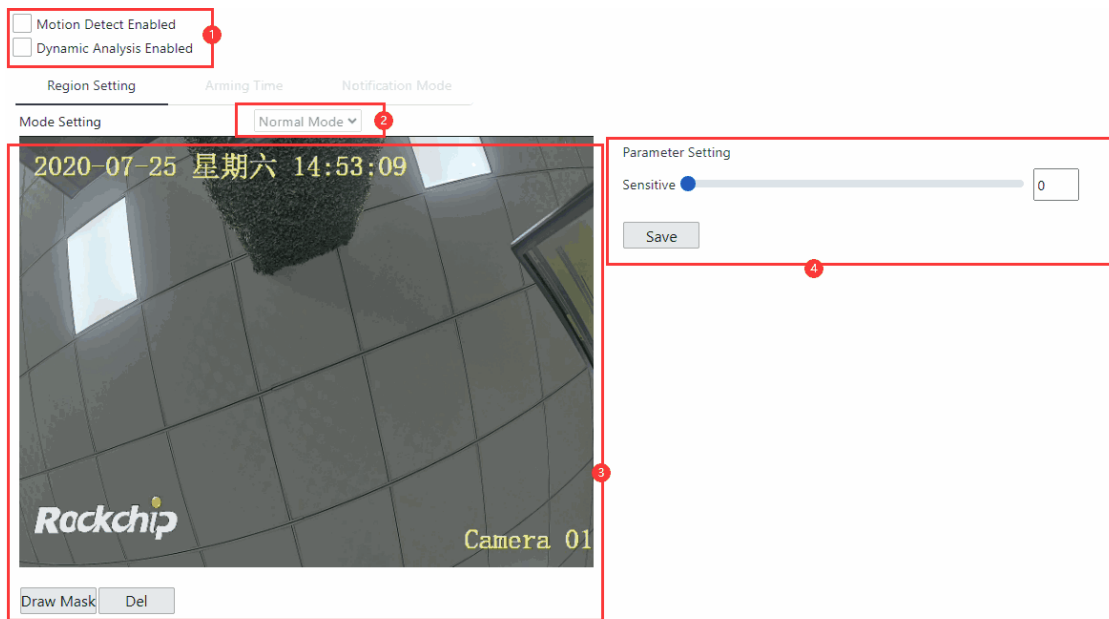 Motion Detect Enabled
1
Dynamic Analysis Enabled
Region Setting Arming Time Notification Mode
Mode Setting Normal Mode 2
2020-07-25 星期六 14:53:09
Parameter Setting
Sensitive 0
Save
4
3
Rockchip
Camera 01
Draw Mask Del